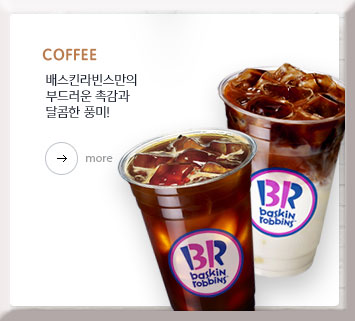 COFFEE
배스킨라빈스만의
부드러운 촉감과
달콤한 풍미!
more
BR
baskin
robbins
BR
baskin
robbins